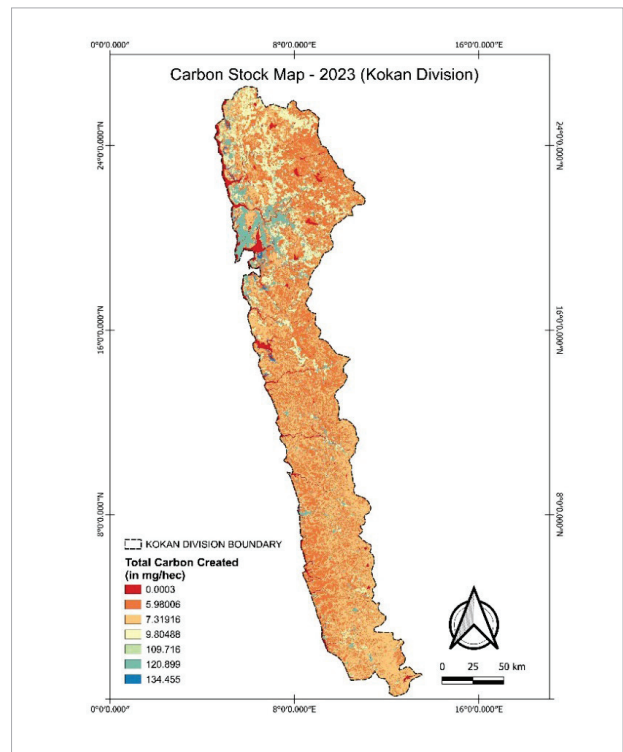 0°0'0.000" 8°0'0.000"E 16°0'0.000"E
Carbon Stock Map - 2023 (Kokan Division)
24°0'0.000"N 24°0'0.000"N
16°0'0.000"N 16°0'0.000"N
8°0'0.000"N 8°0'0.000"N
KOKAN DIVISION BOUNDARY
Total Carbon Created
(in mg/hec)
0.0003
5.98006
7.31916
9.80488
109.716
120.899
134.455
0 25 50 km
0°0'0.000" 8°0'0.000"E 16°0'0.000"E